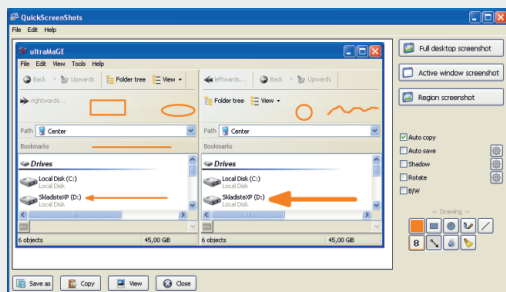 QuickScreenShots
File Edit Help
ultraMaGE
File Edit View Tools Help
Back Upwards Folder tree View
leftwards... Back Upwards
rightwards...
Folder tree View
Path Center
Path Center
Bookmarks
Bookmarks
Drives
Drives
Local Disk (C:)
Local Disk
Local Disk (C:)
Local Disk
SkladisteXP (D:)
Local Disk
SkladisteXP (D:)
Local Disk
6 objects 45,00 GB
6 objects 45,00 GB
Full desktop screenshot
Active window screenshot
Region screenshot
Auto copy
Auto save
Shadow
Rotate
B/W
Drawing
8
Save as Copy View Close